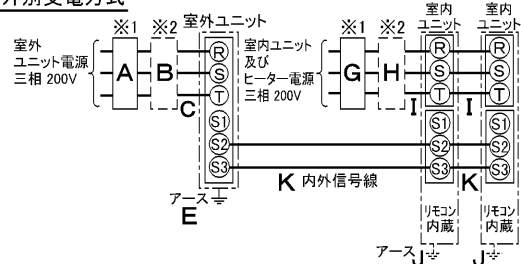 外別受電方式
※1 ※2 室外ユニット
室外
ユニット電源
三相 200V
A B C
R
S
T
S1
S2
S3
アース
E
室内ユニット
及び
ヒーター電源
三相 200V
※1 ※2
G H I I
室内
ユニット
R
S
T
S1
S2
S3
リモコン
内蔵
室内
ユニット
R
S
T
S1
S2
S3
リモコン
内蔵
K 内外信号線 K
アース J J